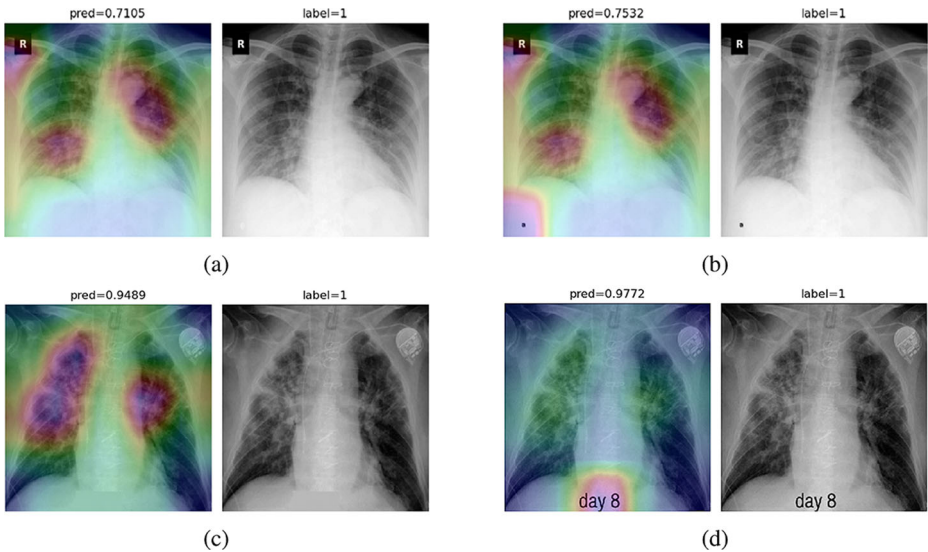 pred=0.7105 label=1 pred=0.7532 label=1
R R R R
(a) (b)
pred=0.9489 label=1 pred=0.9772 label=1
day 8 day 8
(c) (d)